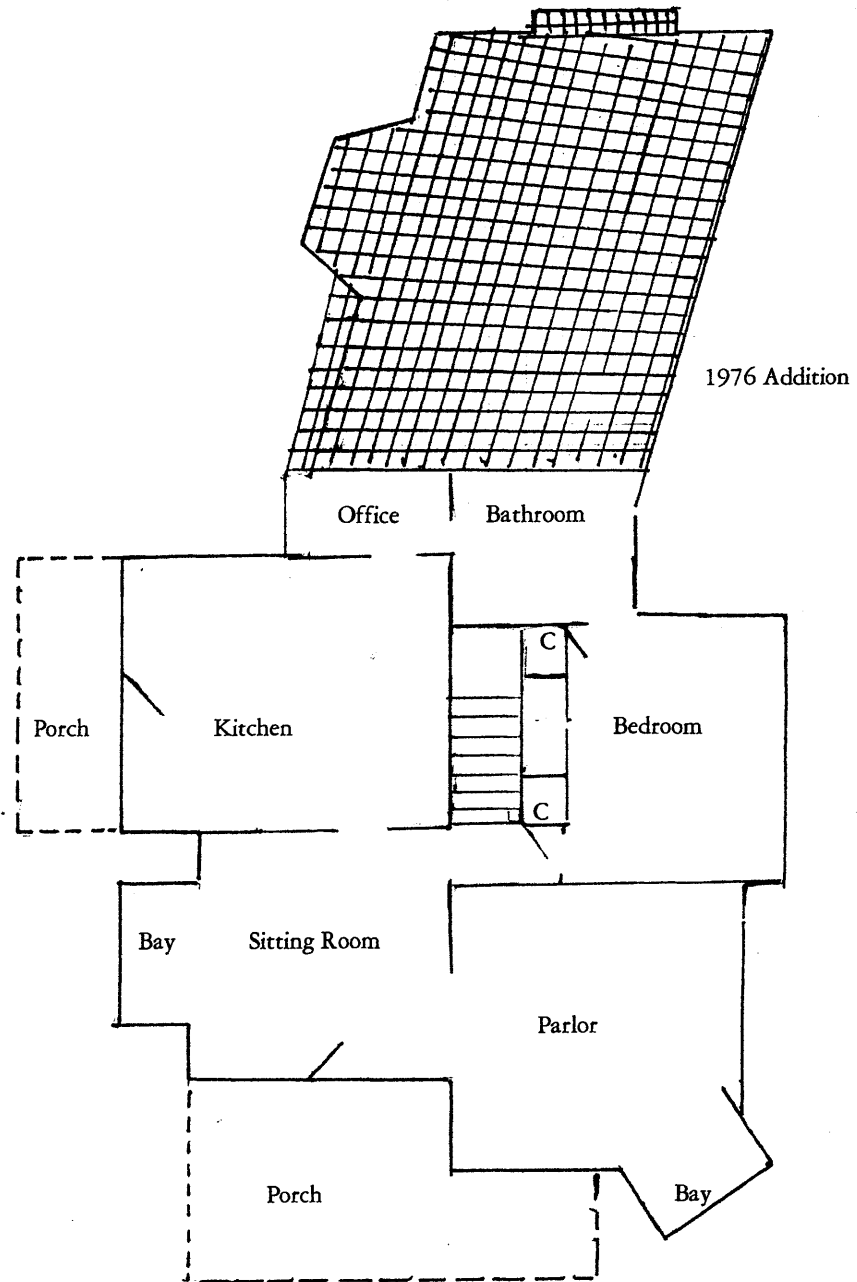 1976 Addition
Office
Bathroom
C
Porch
Kitchen
Bedroom
C
Bay
Sitting Room
Parlor
Porch
Bay